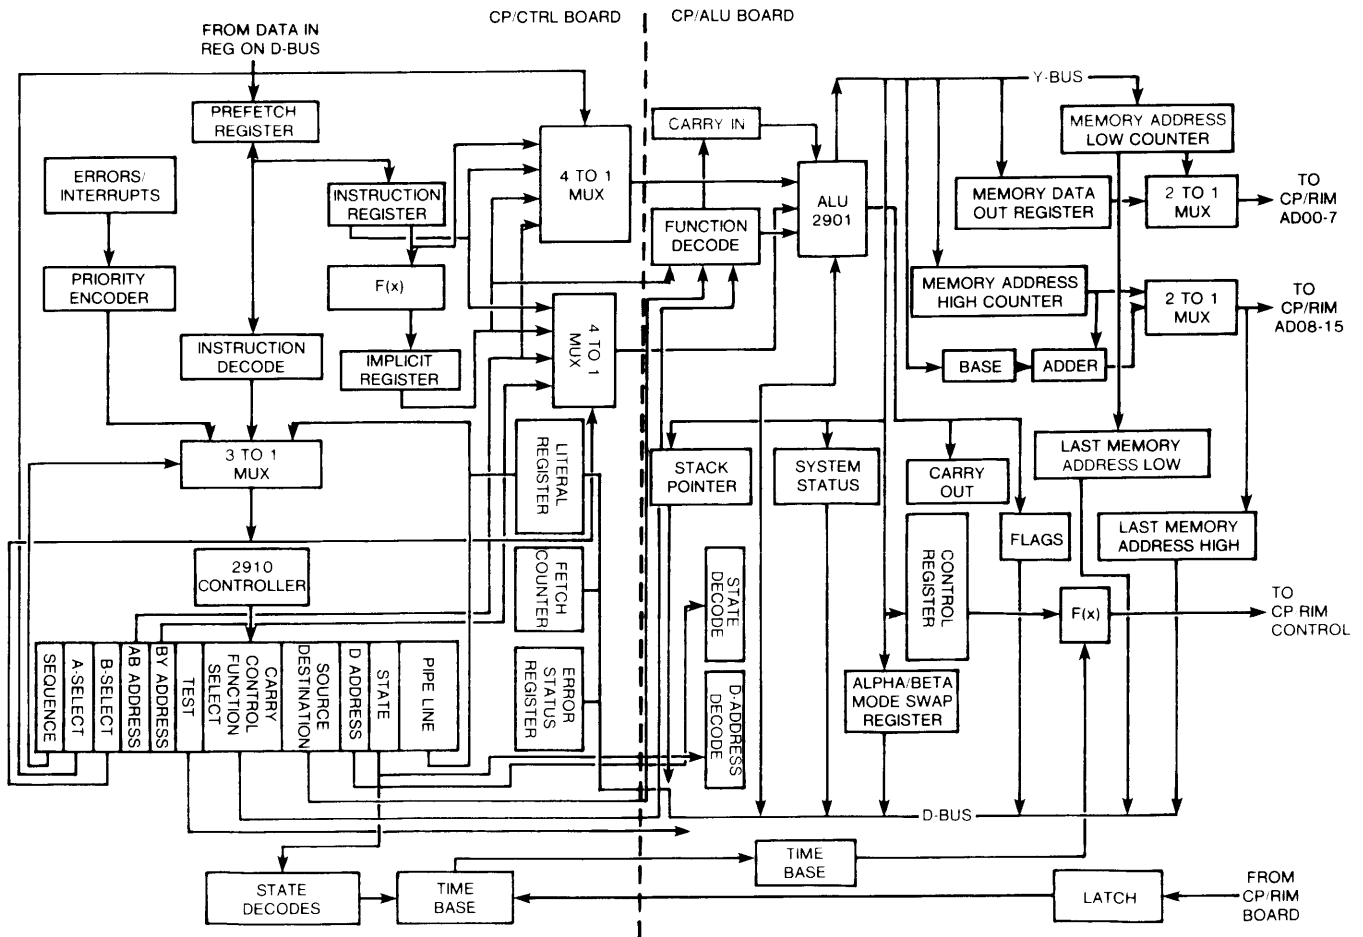 CP/CTRL BOARD
CP/ALU BOARD
FROM DATA IN
REG ON D-BUS
Y-BUS
PREFETCH
REGISTER
CARRY IN
MEMORY ADDRESS
LOW COUNTER
ERRORS/
INTERRUPTS
INSTRUCTION
REGISTER
4 TO 1
MUX
FUNCTION
DECODE
ALU
2901
MEMORY DATA
OUT REGISTER
2 TO 1
MUX
TO
CP/RIM
AD00-7
PRIORITY
ENCODER
F(x)
MEMORY ADDRESS
HIGH COUNTER
2 TO 1
MUX
TO
CP/RIM
AD08-15
INSTRUCTION
DECODE
IMPLICIT
REGISTER
4 TO 1
MUX
BASE
ADDER
3 TO 1
MUX
LITERAL
REGISTER
STACK
POINTER
SYSTEM
STATUS
CARRY
OUT
LAST MEMORY
ADDRESS LOW
FLAGS
LAST MEMORY
ADDRESS HIGH
2910
CONTROLLER
FETCH
COUNTER
STATE
DECODE
CONTROL
REGISTER
F(x)
TO
CP RIM
CONTROL
SEQUENCE
A-SELECT
B-SELECT
AB ADDRESS
BY ADDRESS
TEST
CARRY
CONTROL
FUNCTION
SELECT
SOURCE
DESTINATION
D ADDRESS
STATE
PIPE LINE
ERROR
STATUS
REGISTER
D-ADDRESS
DECODE
ALPHA/BETA
MODE SWAP
REGISTER
D-BUS
STATE
DECODES
TIME
BASE
TIME
BASE
LATCH
FROM
CP/RIM
BOARD